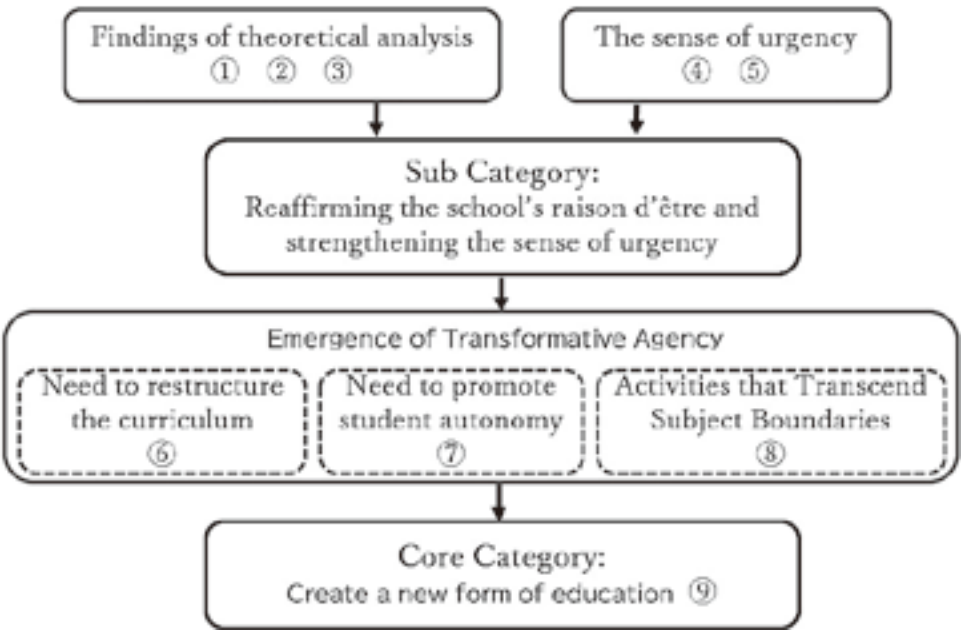 Findings of theoretical analysis
① ② ③
The sense of urgency
④ ⑤
Sub Category:
Reaffirming the school's raison d'être and
strengthening the sense of urgency
Emergence of Transformative Agency
Need to restructure
the curriculum
⑥
Need to promote
student autonomy
⑦
Activities that Transcend
Subject Boundaries
⑧
Core Category:
Create a new form of education ⑨